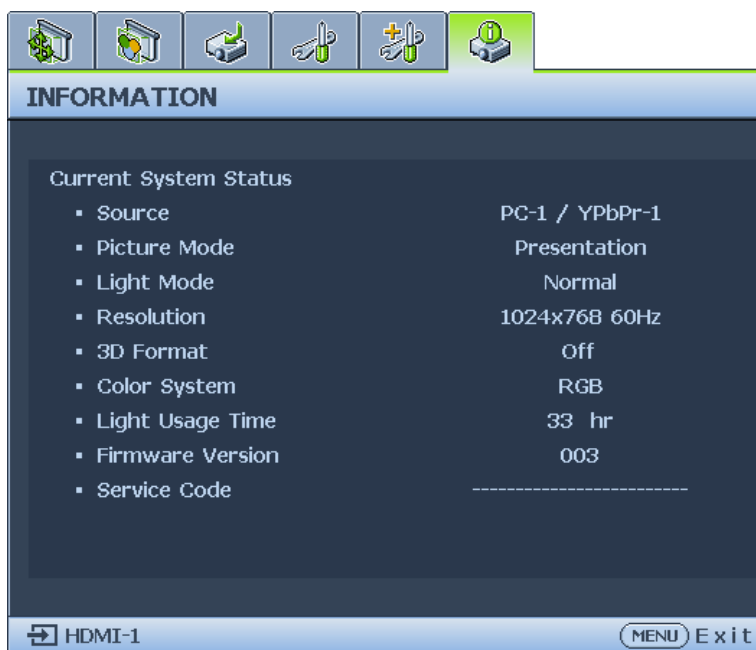 INFORMATION
Current System Status
▪ Source PC-1 / YPbPr-1
▪ Picture Mode Presentation
▪ Light Mode Normal
▪ Resolution 1024x768 60Hz
▪ 3D Format Off
▪ Color System RGB
▪ Light Usage Time 33 hr
▪ Firmware Version 003
▪ Service Code -------------------------
HDMI-1 MENU Exit